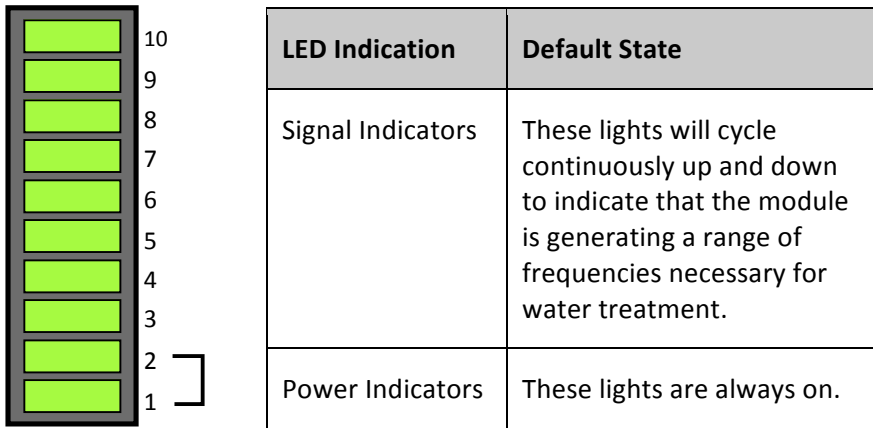 10
9
8
7
6
5
4
3
2
1
LED Indication Default State
Signal Indicators These lights will cycle
continuously up and down
to indicate that the module
is generating a range of
frequencies necessary for
water treatment.
Power Indicators These lights are always on.